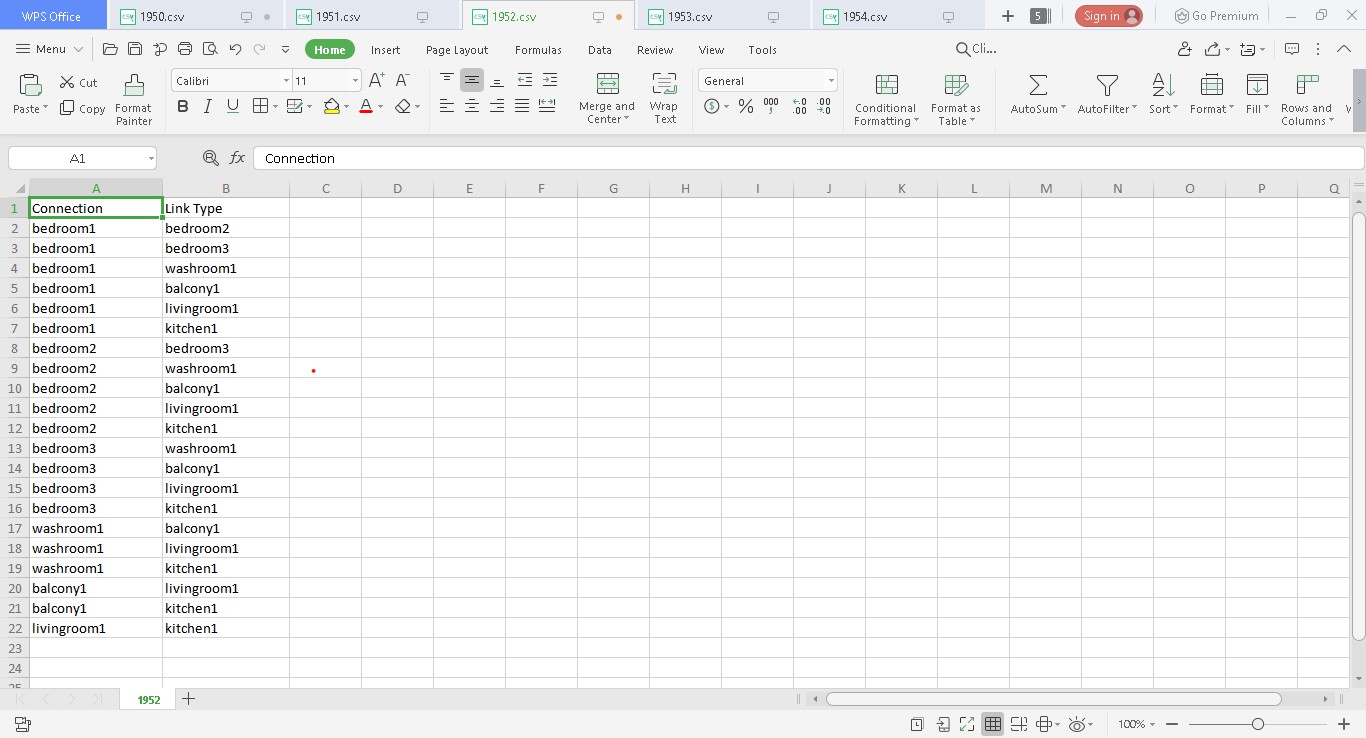 WPS Office 1950.csv 1951.csv 1952.csv 1953.csv 1954.csv 5 Sign in Go Premium
Menu Home Insert Page Layout Formulas Data Review View Tools Cli...
Cut Calibri 11 General
Paste Copy Format Painter B I U Merge and Center Wrap Text $ % 000 .0 .00 Conditional Formatting Format as Table AutoSum AutoFilter Sort Format Fill Rows and Columns
A1 fx Connection
A B C D E F G H I J K L M N O P Q
1 Connection Link Type
2 bedroom1 bedroom2
3 bedroom1 bedroom3
4 bedroom1 washroom1
5 bedroom1 balcony1
6 bedroom1 livingroom1
7 bedroom1 kitchen1
8 bedroom2 bedroom3
9 bedroom2 washroom1
10 bedroom2 balcony1
11 bedroom2 livingroom1
12 bedroom2 kitchen1
13 bedroom3 washroom1
14 bedroom3 balcony1
15 bedroom3 livingroom1
16 bedroom3 kitchen1
17 washroom1 balcony1
18 washroom1 livingroom1
19 washroom1 kitchen1
20 balcony1 livingroom1
21 balcony1 kitchen1
22 livingroom1 kitchen1
23
24
25
1952
100%